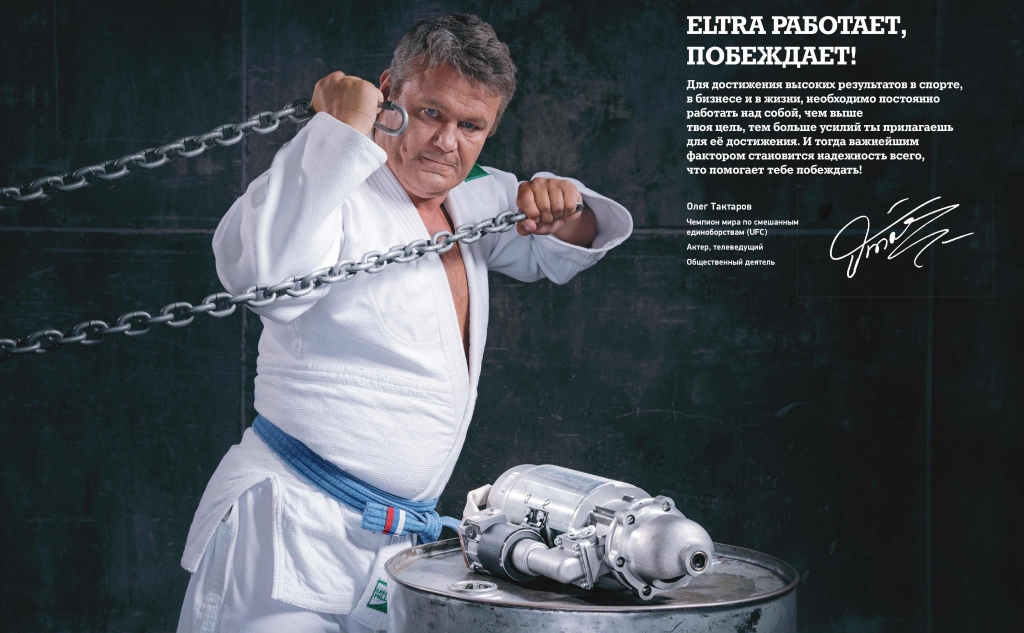 ELTRA РАБОТАЕТ,
ПОБЕЖДАЕТ!
Для достижения высоких результатов в спорте,
в бизнесе и в жизни, необходимо постоянно
работать над собой, чем выше
твоя цель, тем больше усилий ты прилагаешь
для её достижения. И тогда важнейшим
фактором становится надежность всего,
что помогает тебе побеждать!
Олег Тактаров
Чемпион мира по смешанным
единоборствам (UFC)
Актер, телеведущий
Общественный деятель